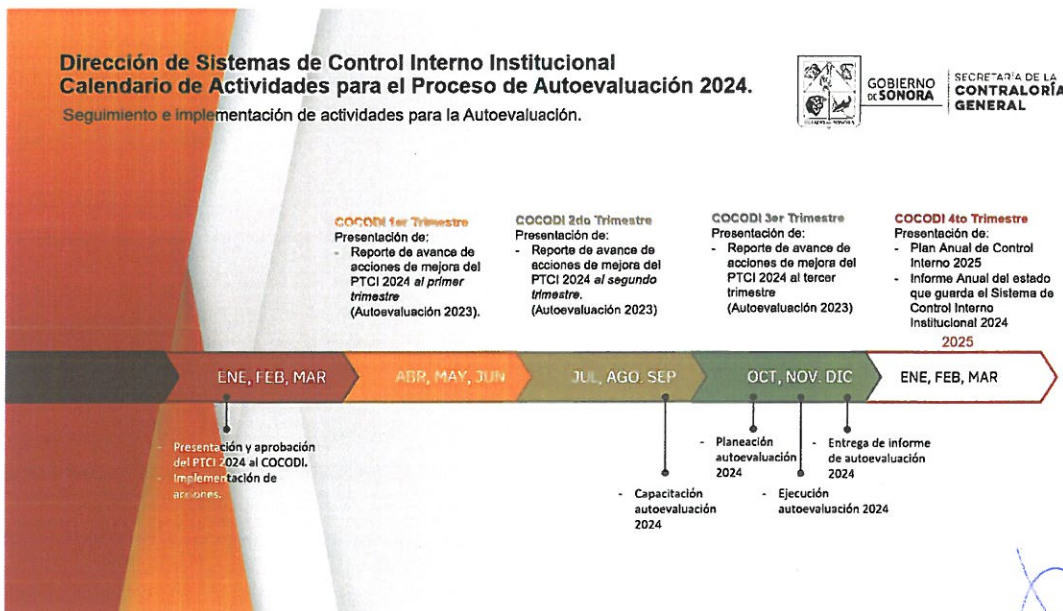 Dirección de Sistemas de Control Interno Institucional
Calendario de Actividades para el Proceso de Autoevaluación 2024.
Seguimiento e implementación de actividades para la Autoevaluación.
GOBIERNO
DE SONORA
SECRETARÍA DE LA
CONTRALORÍA
GENERAL
COCODI 1er Trimestre
Presentación de:
- Reporte de avance de
acciones de mejora del
PTCI 2024 al primer
trimestre
(Autoevaluación 2023).
COCODI 2do Trimestre
Presentación de:
- Reporte de avance de
acciones de mejora del
PTCI 2024 al segundo
trimestre.
(Autoevaluación 2023)
COCODI 3er Trimestre
Presentación de:
- Reporte de avance de
acciones de mejora del
PTCI 2024 al tercer
trimestre
(Autoevaluación 2023)
COCODI 4to Trimestre
Presentación de:
- Plan Anual de Control
Interno 2025
- Informe Anual del estado
que guarda el Sistema de
Control Interno
Institucional 2024
2025
ENE, FEB, MAR
ABR, MAY, JUN
JUL, AGO. SEP
OCT, NOV. DIC
ENE, FEB, MAR
- Presentación y aprobación
del PTCI 2024 al COCODI.
- Implementación de
acciones.
- Capacitación
autoevaluación
2024
- Planeación
autoevaluación
2024
- Ejecución
autoevaluación 2024
- Entrega de informe
de autoevaluación
2024